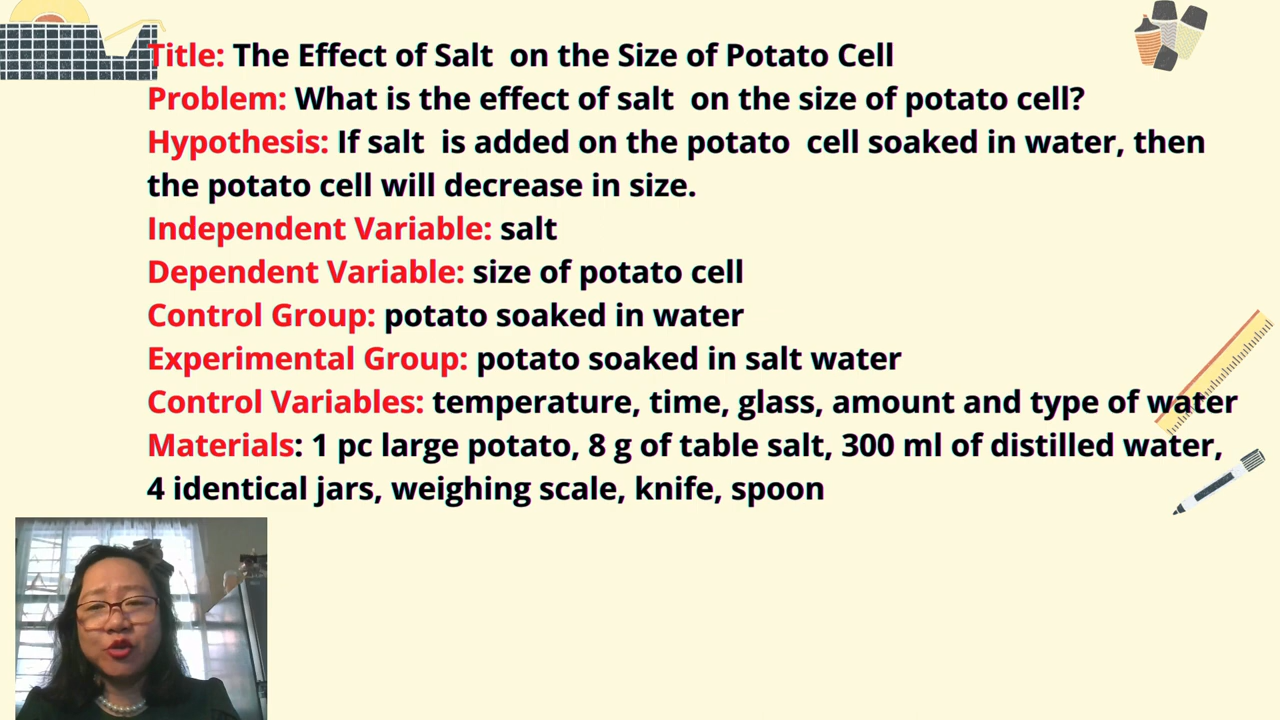 Title: The Effect of Salt  on the Size of Potato Cell
Problem: What is the effect of salt  on the size of potato cell?
Hypothesis: If salt  is added on the potato  cell soaked in water, then
the potato cell will decrease in size.
Independent Variable: salt
Dependent Variable: size of potato cell
Control Group: potato soaked in water
Experimental Group: potato soaked in salt water
Control Variables: temperature, time, glass, amount and type of water
Materials: 1 pc large potato, 8 g of table salt, 300 ml of distilled water,
4 identical jars, weighing scale, knife, spoon